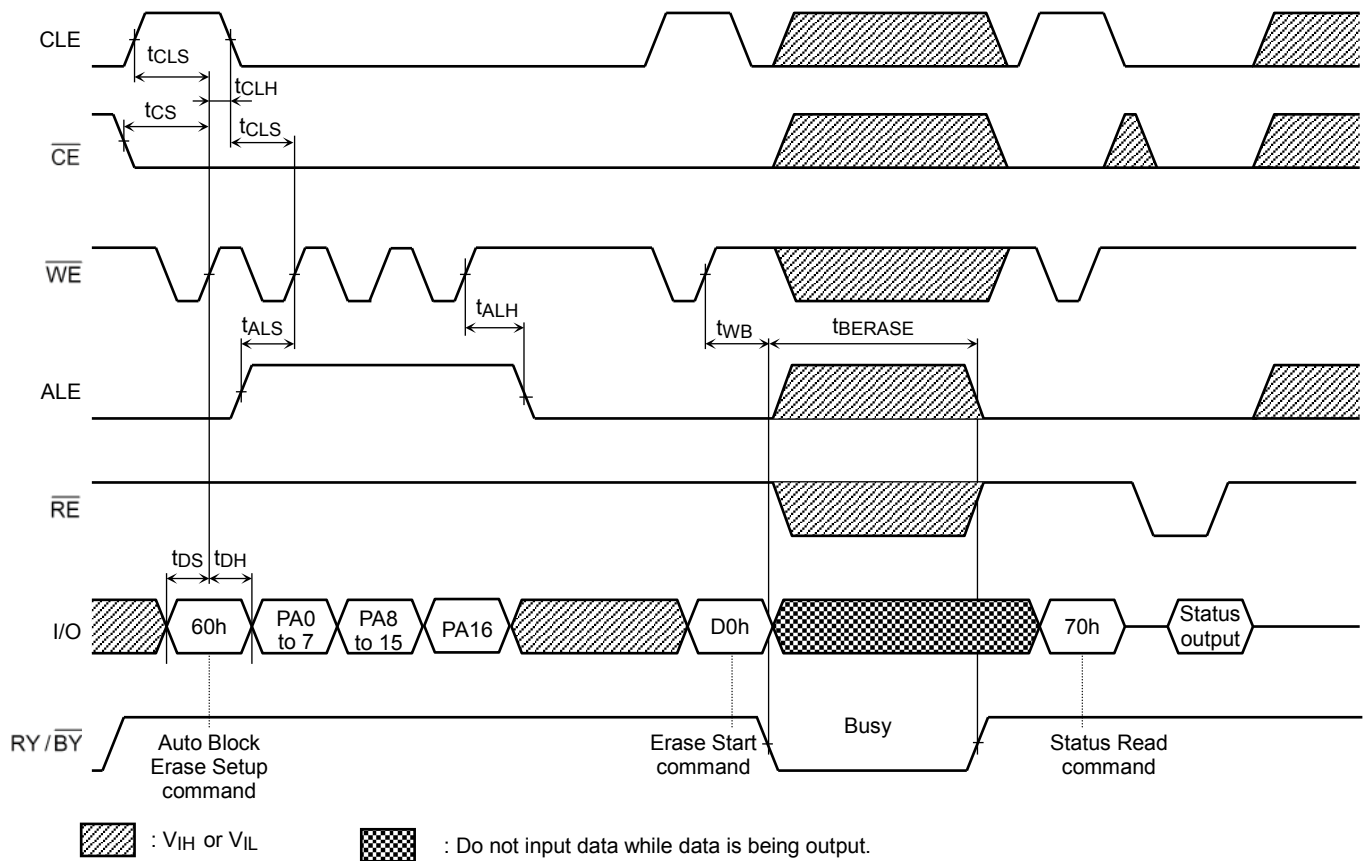 CLE
tCLS
tCLH
tCS
tCLS
CE
WE
tALS
tALH
tWB
tBERASE
ALE
RE
tDS
tDH
I/O
60h
PA0
to 7
PA8
to 15
PA16
D0h
70h
Status
output
RY/BY
Busy
Auto Block
Erase Setup
command
Erase Start
command
Status Read
command
: VIH or VIL
: Do not input data while data is being output.